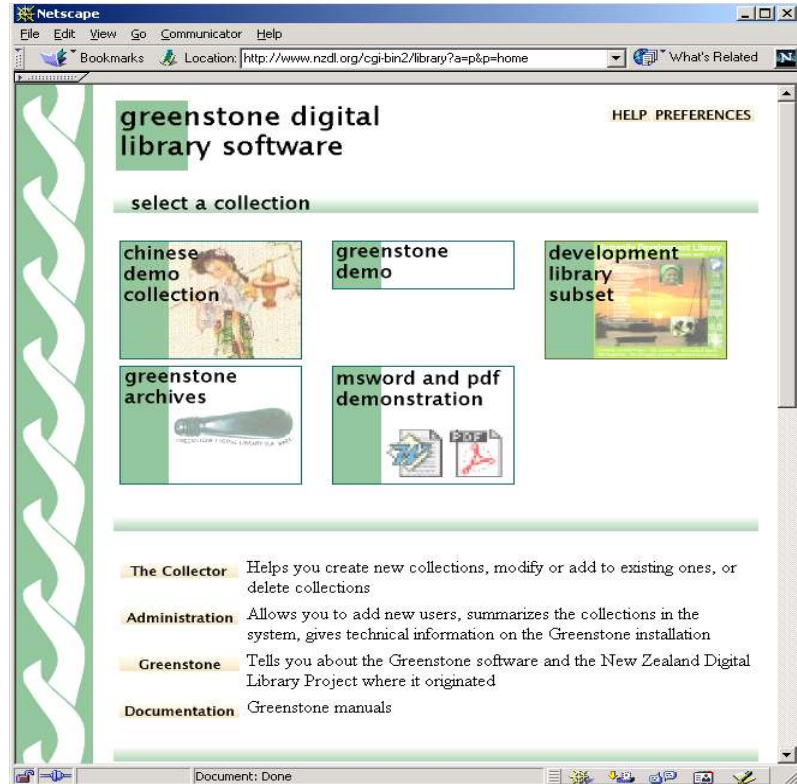 Netscape
File Edit View Go Communicator Help
Bookmarks Location: http://www.nzdl.org/cgi-bin2/library?a=p&p=home What's Related N
greenstone digital
library software
HELP PREFERENCES
select a collection
chinese
demo
collection
greenstone
demo
development
library
subset
greenstone
archives
msword and pdf
demonstration
PDF
The Collector Helps you create new collections, modify or add to existing ones, or
delete collections
Administration Allows you to add new users, summarizes the collections in the
system, gives technical information on the Greenstone installation
Greenstone Tells you about the Greenstone software and the New Zealand Digital
Library Project where it originated
Documentation Greenstone manuals
Document: Done